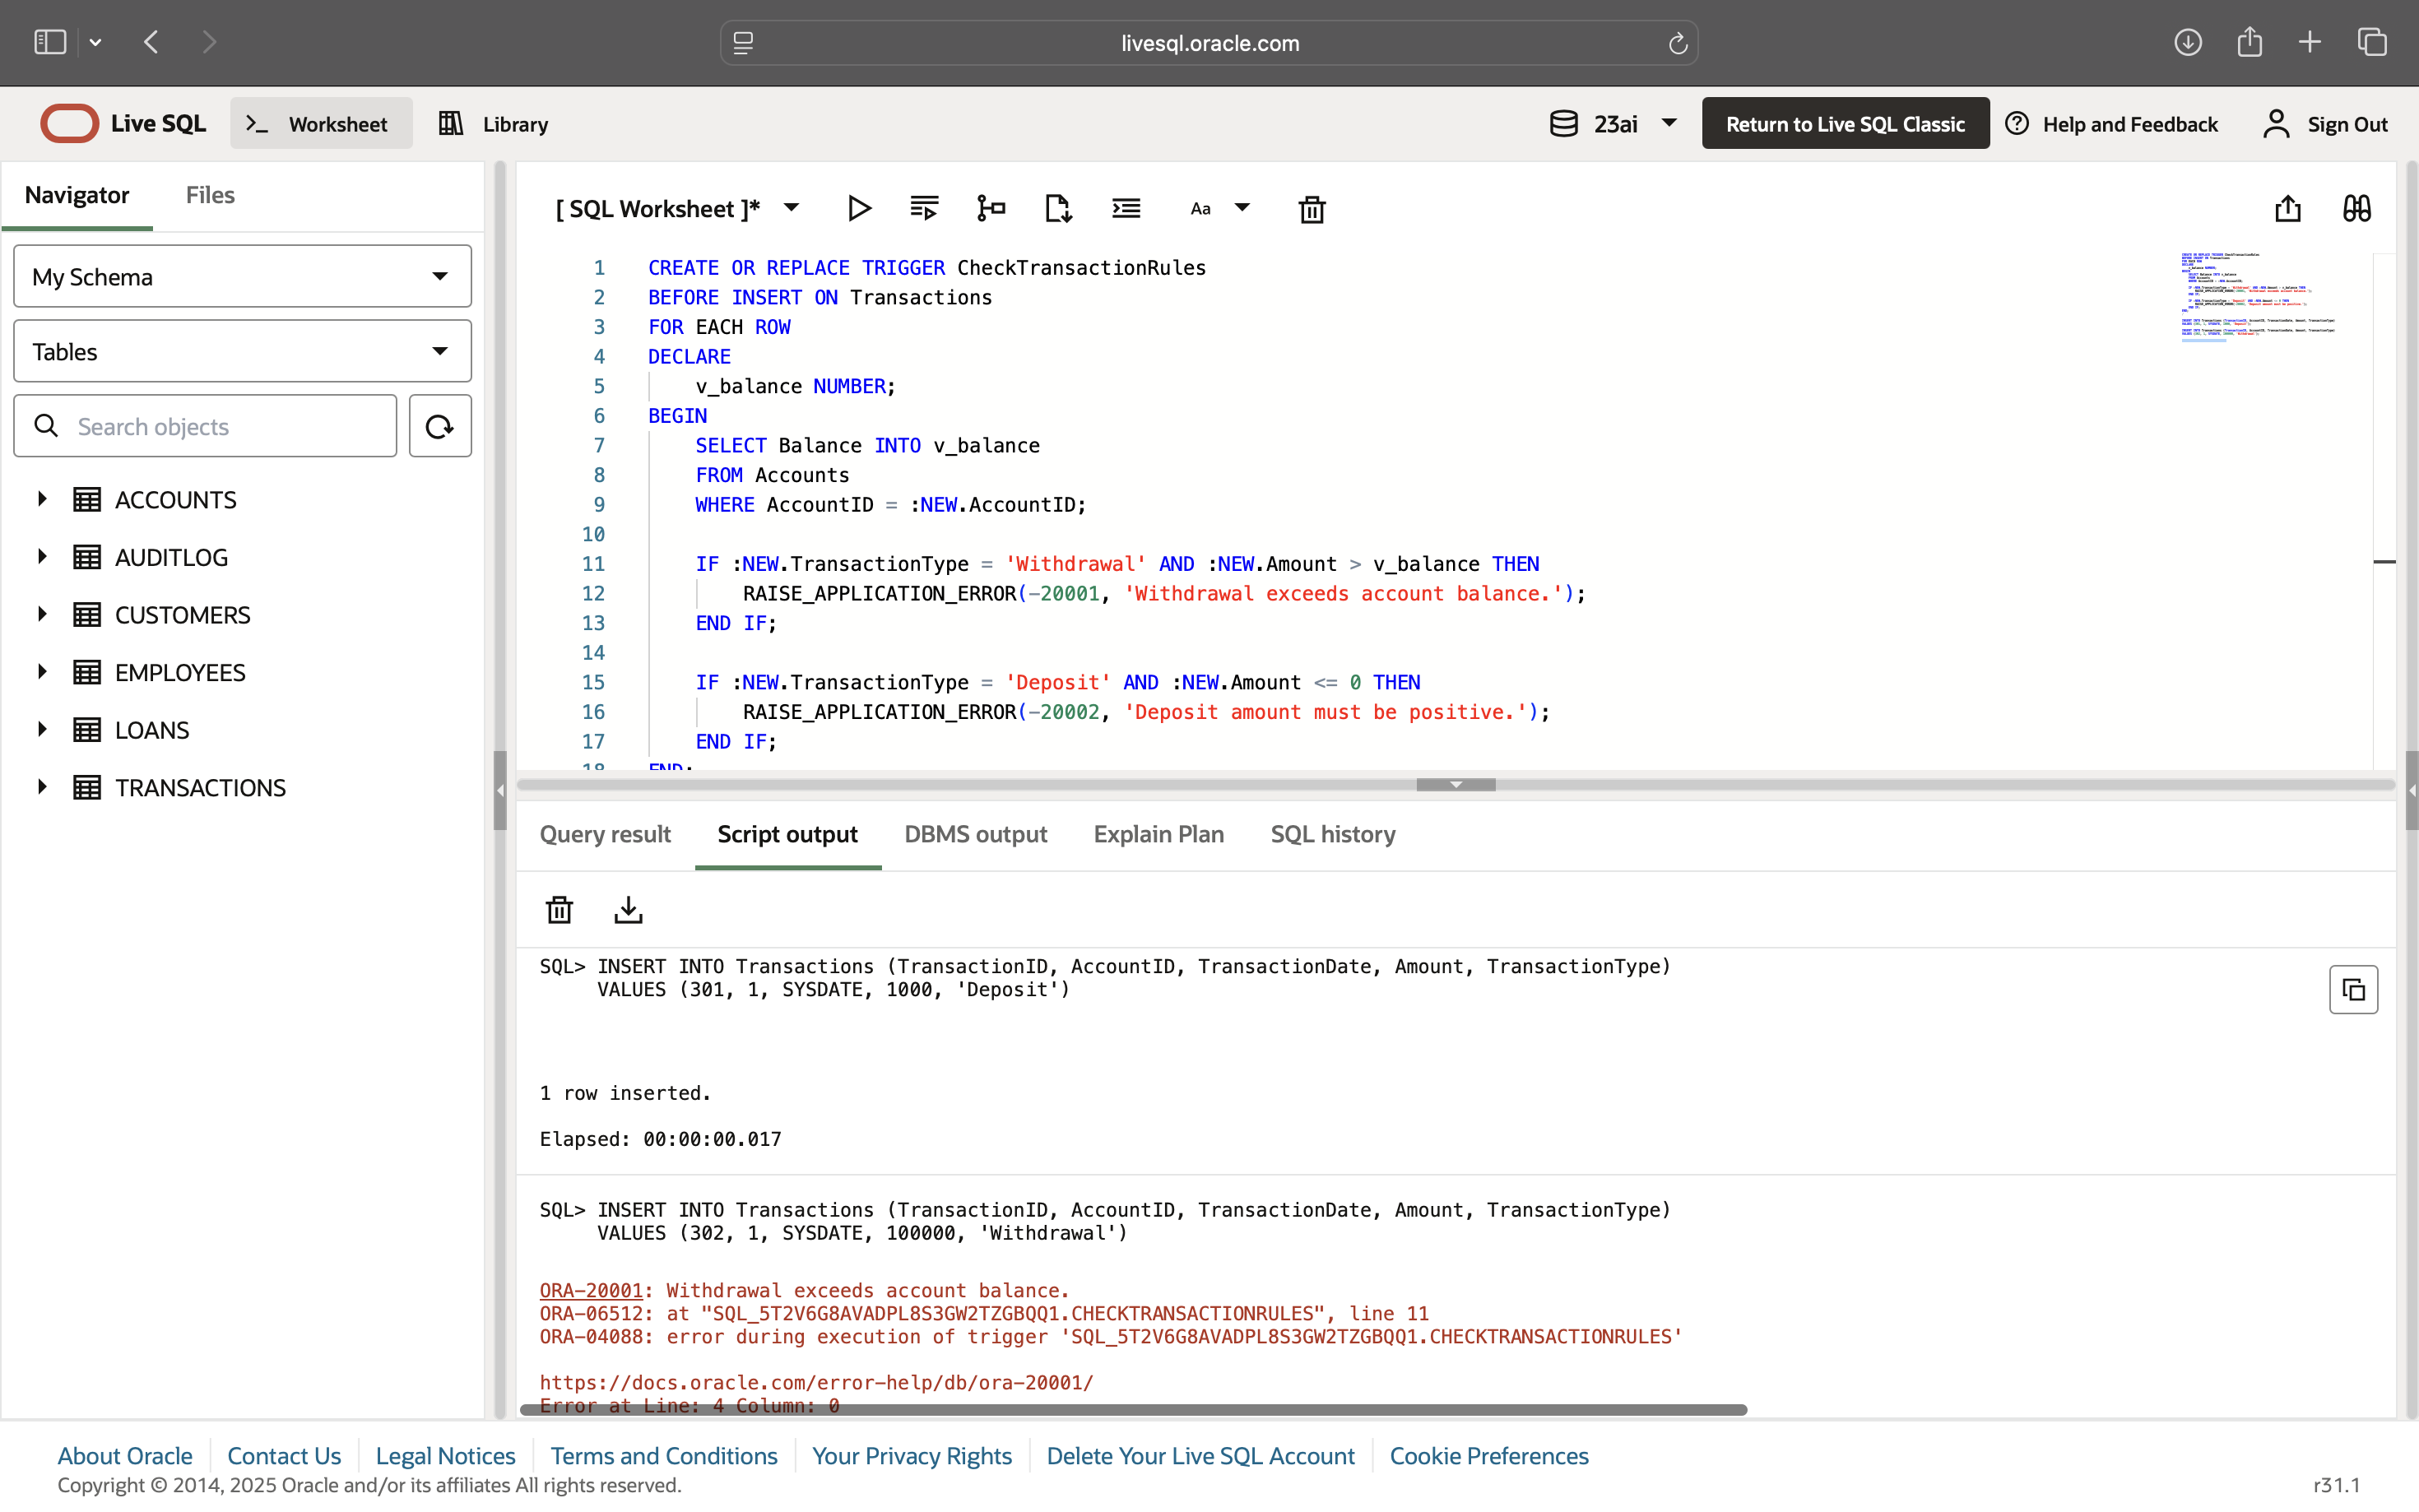 livesql.oracle.com
Live SQL
Worksheet
Library
23ai
Return to Live SQL Classic
Help and Feedback
Sign Out
Navigator
Files
My Schema
Tables
Search objects
ACCOUNTS
AUDITLOG
CUSTOMERS
EMPLOYEES
LOANS
TRANSACTIONS
[ SQL Worksheet ]*
Aa
1 CREATE OR REPLACE TRIGGER CheckTransactionRules
2 BEFORE INSERT ON Transactions
3 FOR EACH ROW
4 DECLARE
5 v_balance NUMBER;
6 BEGIN
7 SELECT Balance INTO v_balance
8 FROM Accounts
9 WHERE AccountID = :NEW.AccountID;
10
11 IF :NEW.TransactionType = 'Withdrawal' AND :NEW.Amount > v_balance THEN
12 RAISE_APPLICATION_ERROR(-20001, 'Withdrawal exceeds account balance.');
13 END IF;
14
15 IF :NEW.TransactionType = 'Deposit' AND :NEW.Amount <= 0 THEN
16 RAISE_APPLICATION_ERROR(-20002, 'Deposit amount must be positive.');
17 END IF;
18 END;
Query result
Script output
DBMS output
Explain Plan
SQL history
SQL> INSERT INTO Transactions (TransactionID, AccountID, TransactionDate, Amount, TransactionType)
VALUES (301, 1, SYSDATE, 1000, 'Deposit')
1 row inserted.
Elapsed: 00:00:00.017
SQL> INSERT INTO Transactions (TransactionID, AccountID, TransactionDate, Amount, TransactionType)
VALUES (302, 1, SYSDATE, 100000, 'Withdrawal')
ORA-20001: Withdrawal exceeds account balance.
ORA-06512: at "SQL_5T2V6G8AVADPL8S3GW2TZGBQQ1.CHECKTRANSACTIONRULES", line 11
ORA-04088: error during execution of trigger 'SQL_5T2V6G8AVADPL8S3GW2TZGBQQ1.CHECKTRANSACTIONRULES'
https://docs.oracle.com/error-help/db/ora-20001/
Error at Line: 4 Column: 0
About Oracle
Contact Us
Legal Notices
Terms and Conditions
Your Privacy Rights
Delete Your Live SQL Account
Cookie Preferences
Copyright © 2014, 2025 Oracle and/or its affiliates All rights reserved.
r31.1